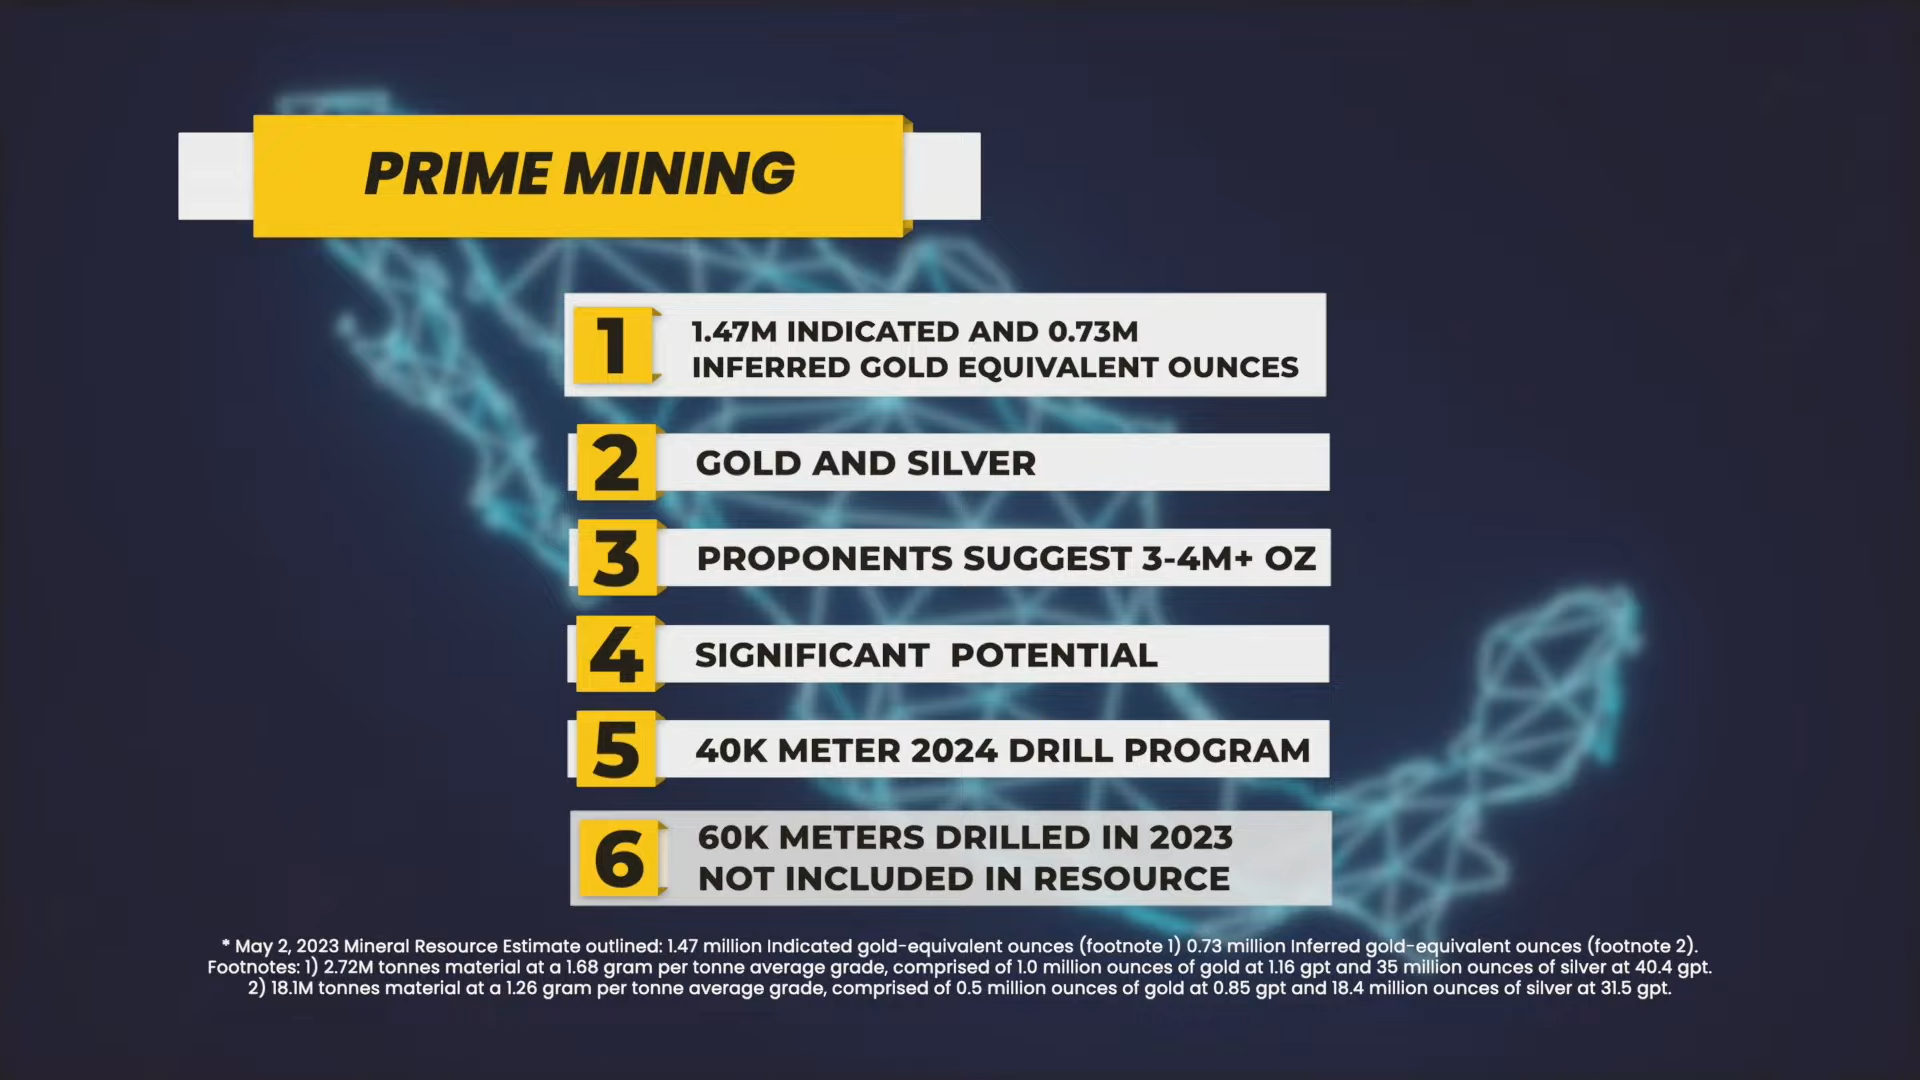 PRIME MINING
1
1.47M INDICATED AND 0.73M
INFERRED GOLD EQUIVALENT OUNCES
2
GOLD AND SILVER
3
PROPONENTS SUGGEST 3-4M+ OZ
4
SIGNIFICANT POTENTIAL
5
40K METER 2024 DRILL PROGRAM
6
60K METERS DRILLED IN 2023
NOT INCLUDED IN RESOURCE
* May 2, 2023 Mineral Resource Estimate outlined: 1.47 million Indicated gold-equivalent ounces (footnote 1) 0.73 million Inferred gold-equivalent ounces (footnote 2).
Footnotes: 1) 2.72M tonnes material at a 1.68 gram per tonne average grade, comprised of 1.0 million ounces of gold at 1.16 gpt and 35 million ounces of silver at 40.4 gpt.
2) 18.1M tonnes material at a 1.26 gram per tonne average grade, comprised of 0.5 million ounces of gold at 0.85 gpt and 18.4 million ounces of silver at 31.5 gpt.